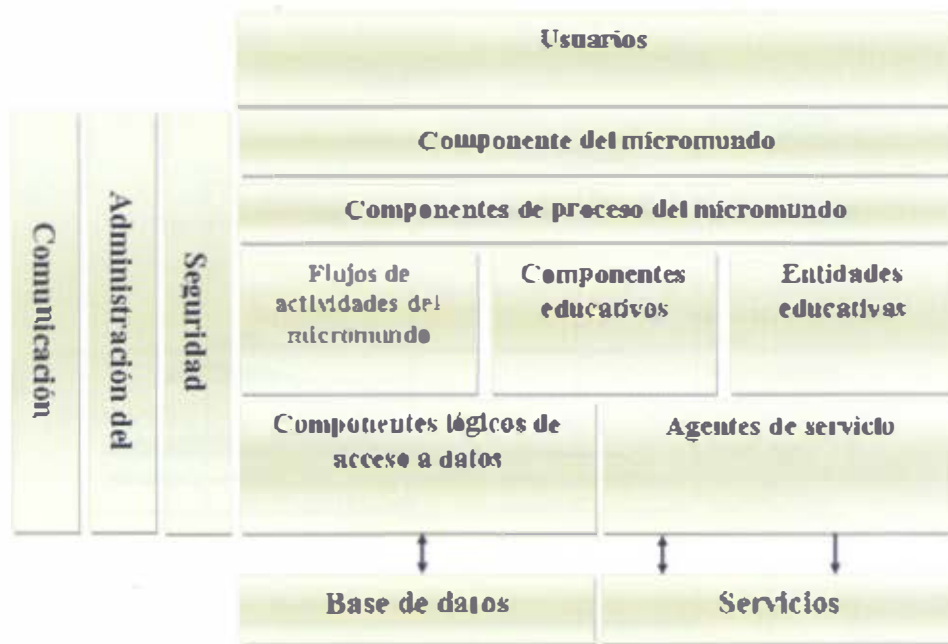 Usuarios
Componente del micromundo
Componentes de proceso del micromundo
Comunicación
Administración del
Seguridad
Flujos de
actividades del
micromundo
Componentes
educativos
Entidades
educativas
Componentes lógicos de
acceso a datos
Agentes de servicio
Base de datos
Servicios